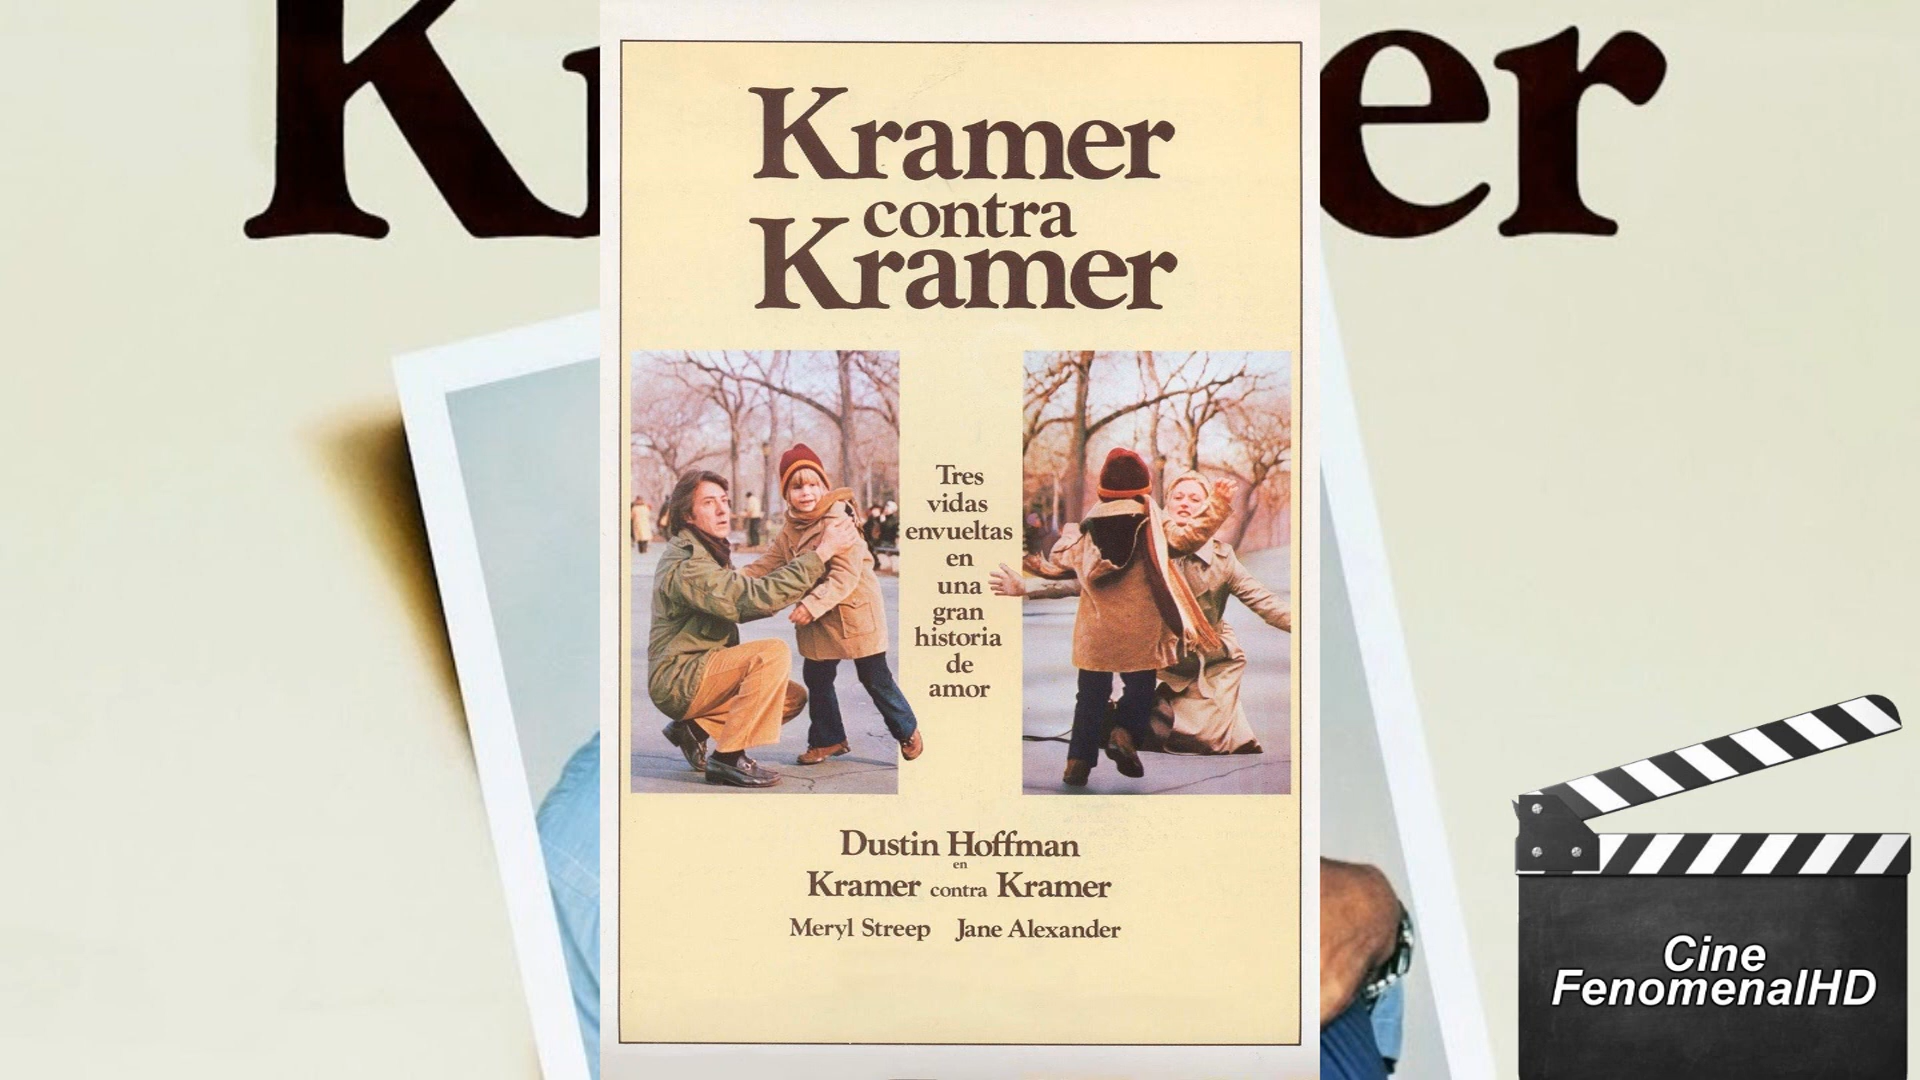 Kramer
contra
Kramer
Tres
vidas
envueltas
en
una
gran
historia
de
amor
Dustin Hoffman
en
Kramer contra Kramer
Meryl Streep Jane Alexander
K
er
Cine
FenomenalHD